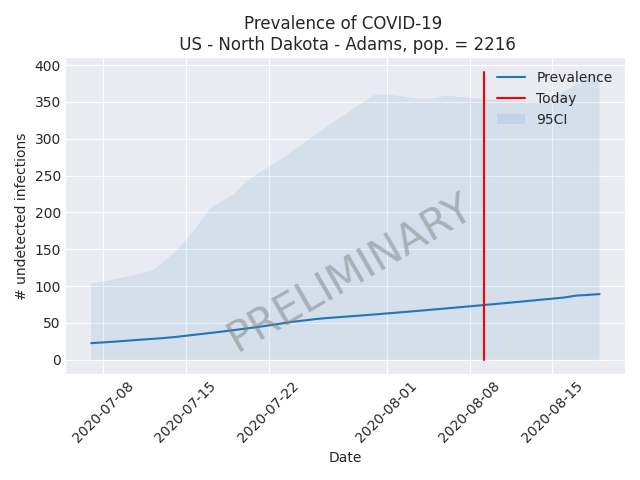 Prevalence of COVID-19
US - North Dakota - Adams, pop. = 2216
400
350
300
250
200
150
100
50
0
# undetected infections
Prevalence
Today
95CI
PRELIMINARY
2020-07-08
2020-07-15
2020-07-22
2020-08-01
2020-08-08
2020-08-15
Date